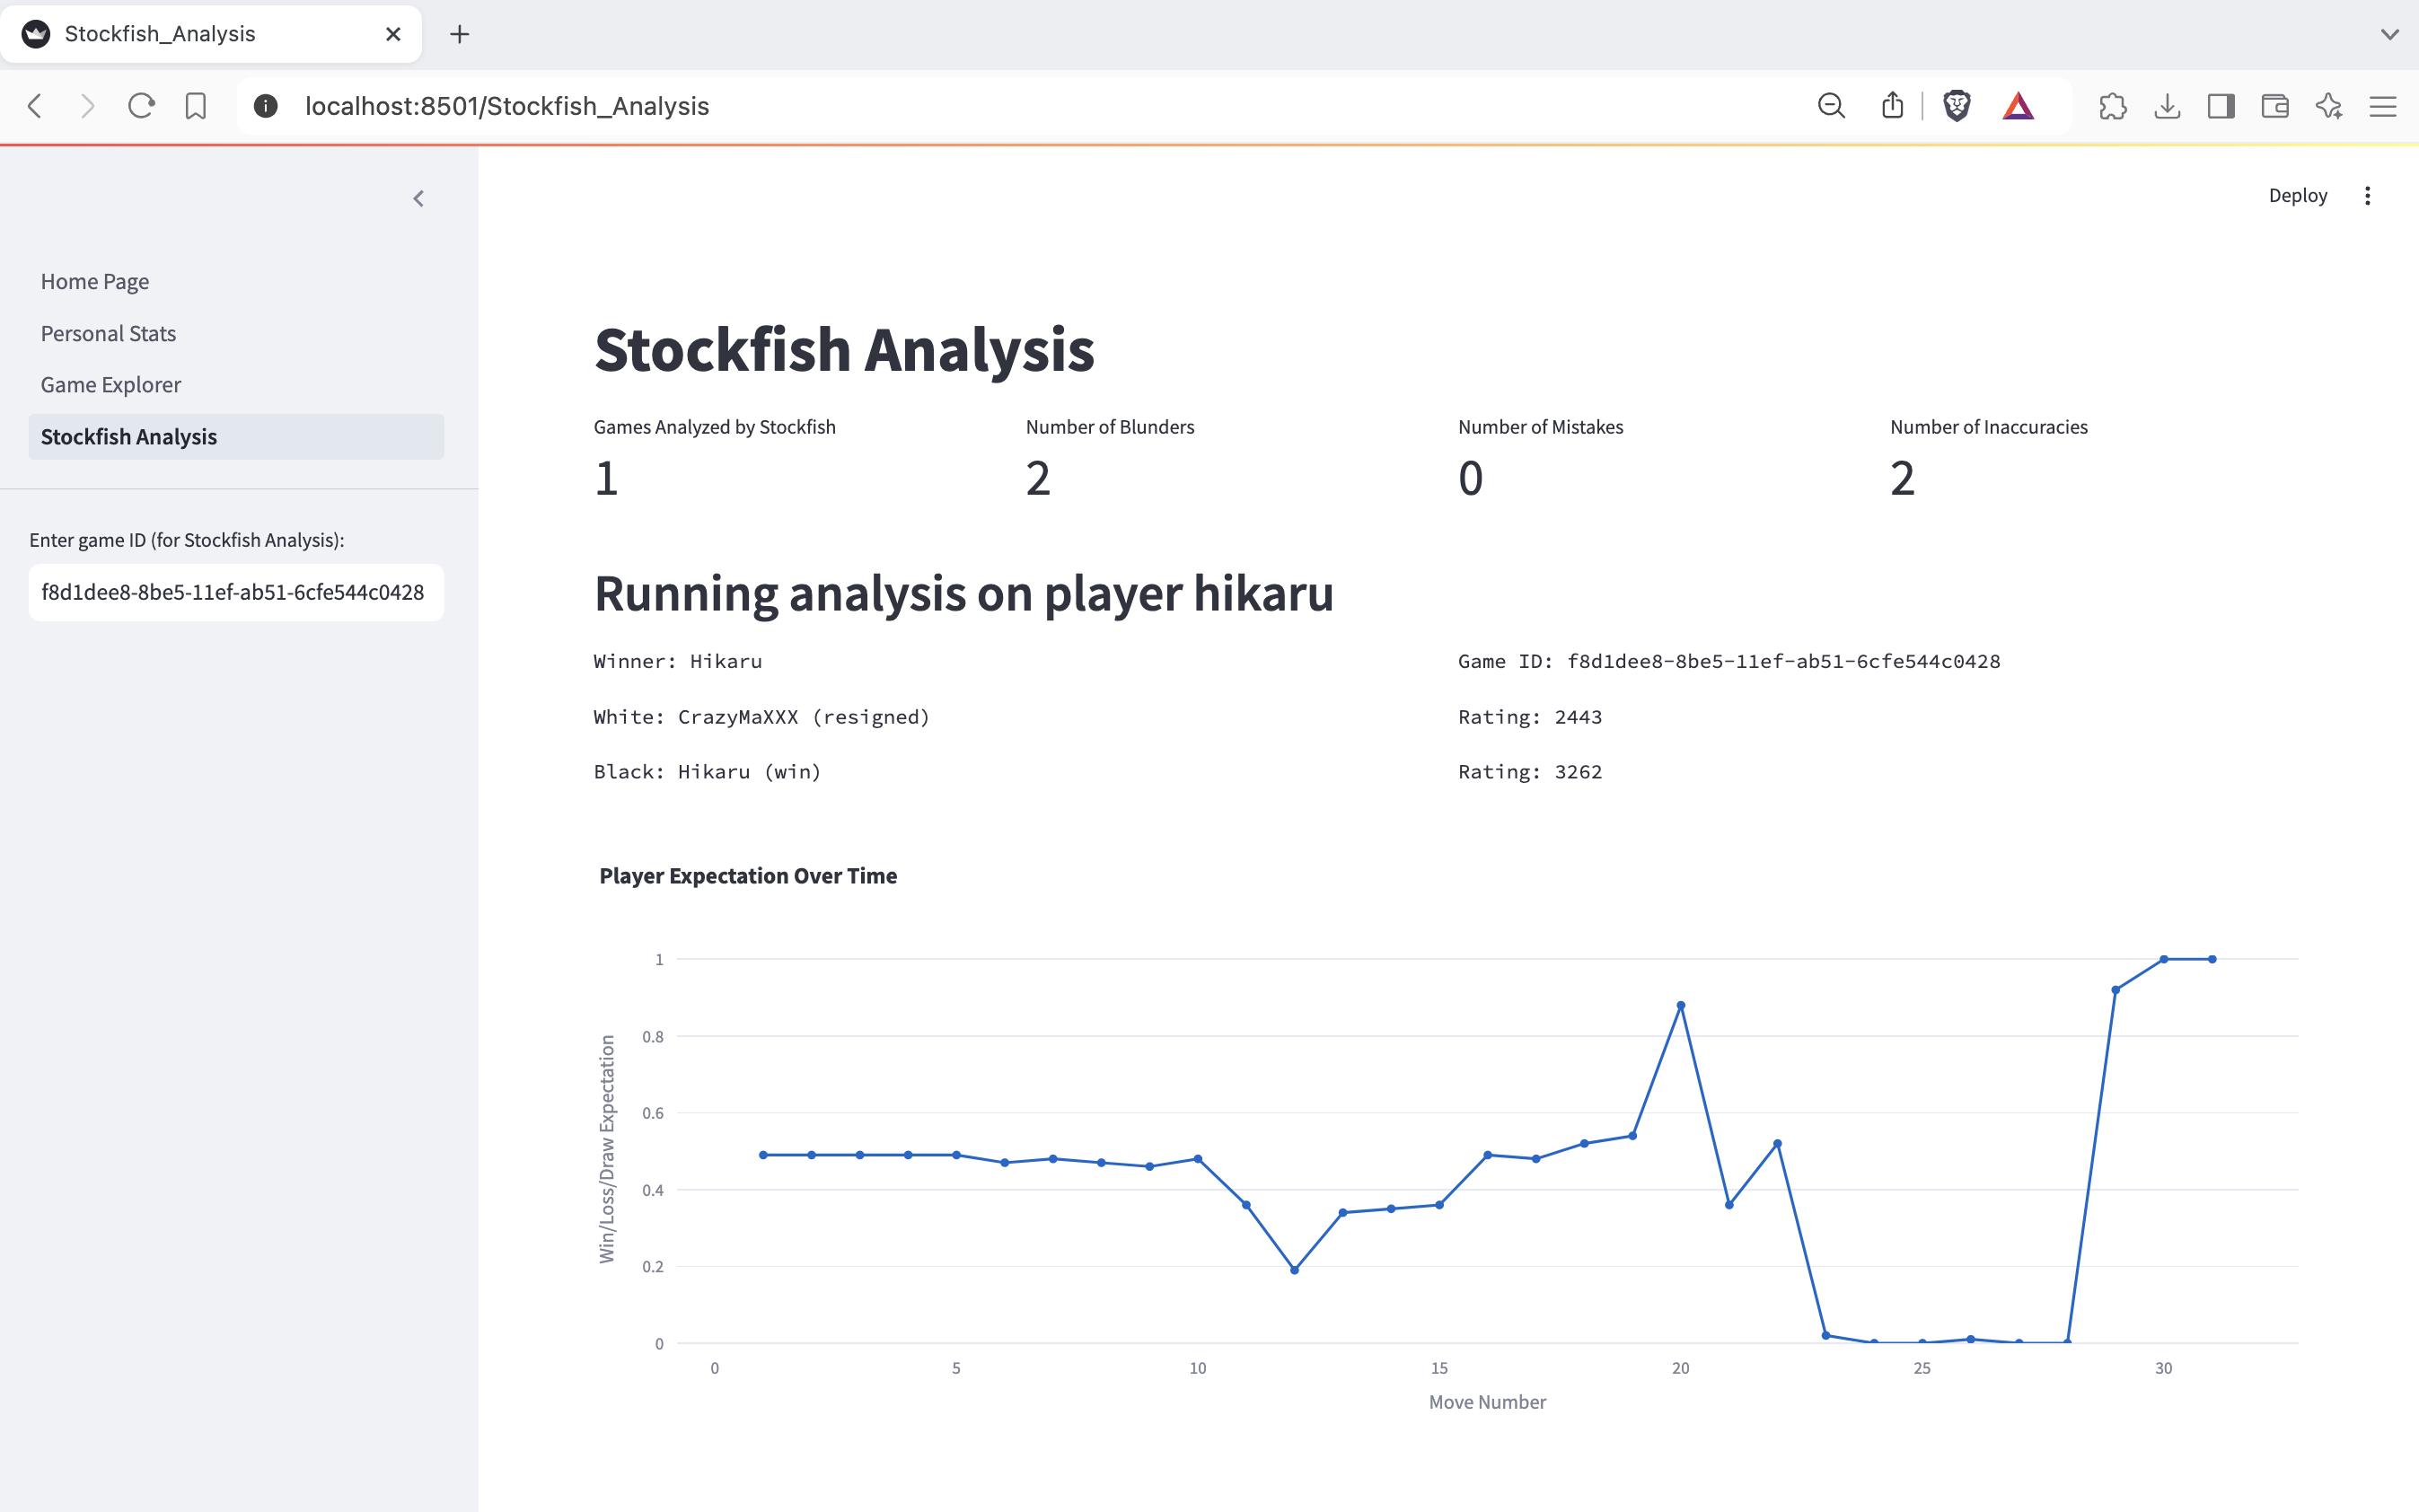 Stockfish_Analysis
localhost:8501/Stockfish_Analysis
Deploy
Home Page
Personal Stats
Game Explorer
Stockfish Analysis
Enter game ID (for Stockfish Analysis):
f8d1dee8-8be5-11ef-ab51-6cfe544c0428
Stockfish Analysis
Games Analyzed by Stockfish
1
Number of Blunders
2
Number of Mistakes
0
Number of Inaccuracies
2
Running analysis on player hikaru
Winner: Hikaru
Game ID: f8d1dee8-8be5-11ef-ab51-6cfe544c0428
White: CrazyMaXXX (resigned)
Rating: 2443
Black: Hikaru (win)
Rating: 3262
Player Expectation Over Time
Win/Loss/Draw Expectation
1
0.8
0.6
0.4
0.2
0
0 5 10 15 20 25 30
Move Number